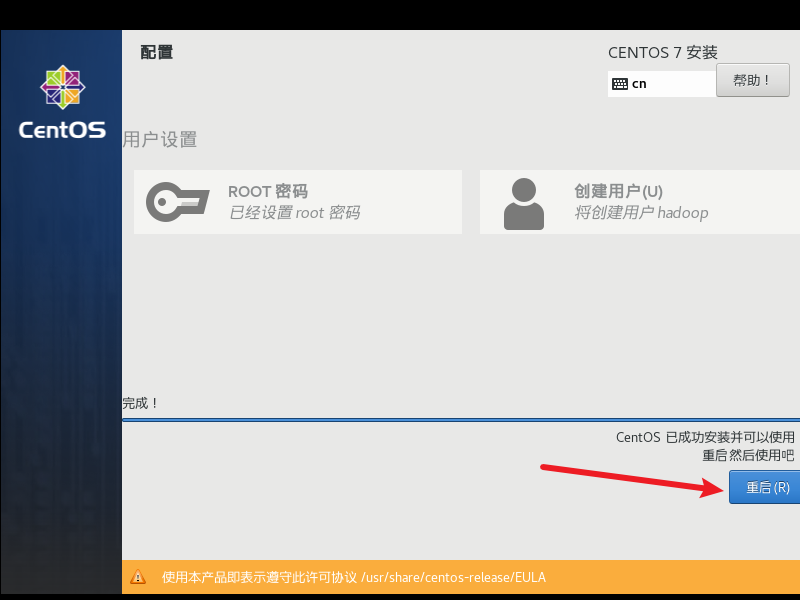 配置
CENTOS 7 安装
cn
帮助！
CentOS
用户设置
ROOT 密码
已经设置 root 密码
创建用户(U)
将创建用户 hadoop
完成！
CentOS 已成功安装并可以使用
重启然后使用吧
重启(R)
使用本产品即表示遵守此许可协议 /usr/share/centos-release/EULA